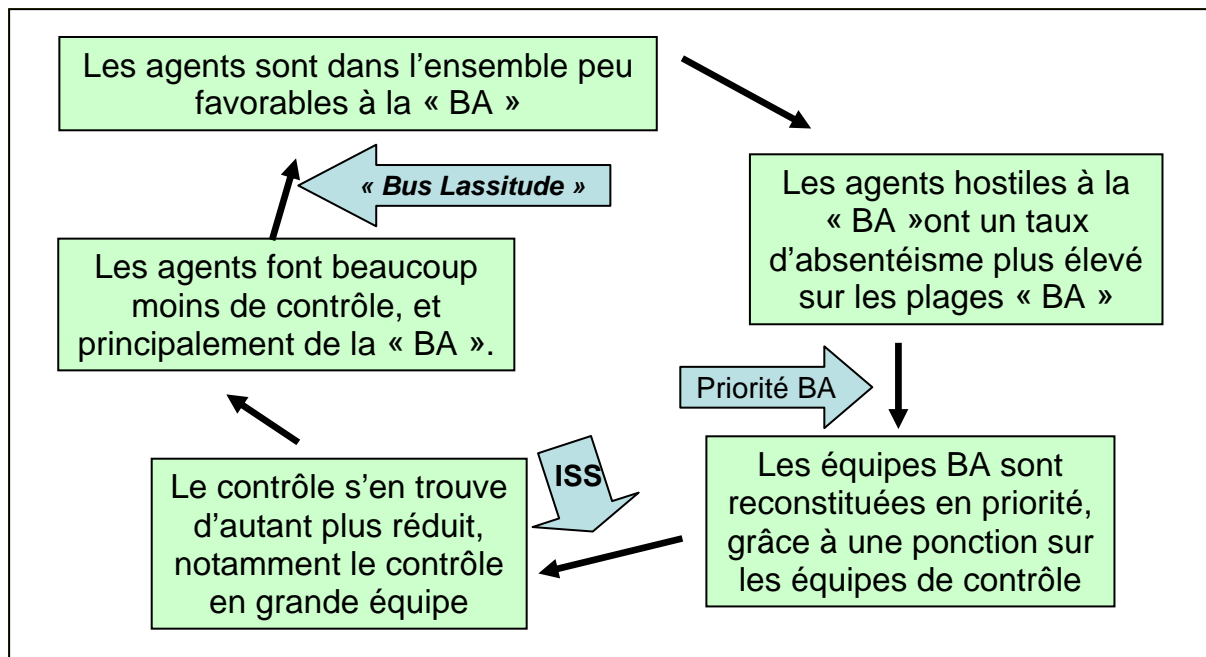 Les agents sont dans l’ensemble peu
favorables à la « BA »
« Bus Lassitude »
Les agents hostiles à la
« BA »ont un taux
d’absentéisme plus élevé
sur les plages « BA »
Les agents font beaucoup
moins de contrôle, et
principalement de la « BA ».
Priorité BA
ISS
Les équipes BA sont
reconstituées en priorité,
grâce à une ponction sur
les équipes de contrôle
Le contrôle s’en trouve
d’autant plus réduit,
notamment le contrôle
en grande équipe